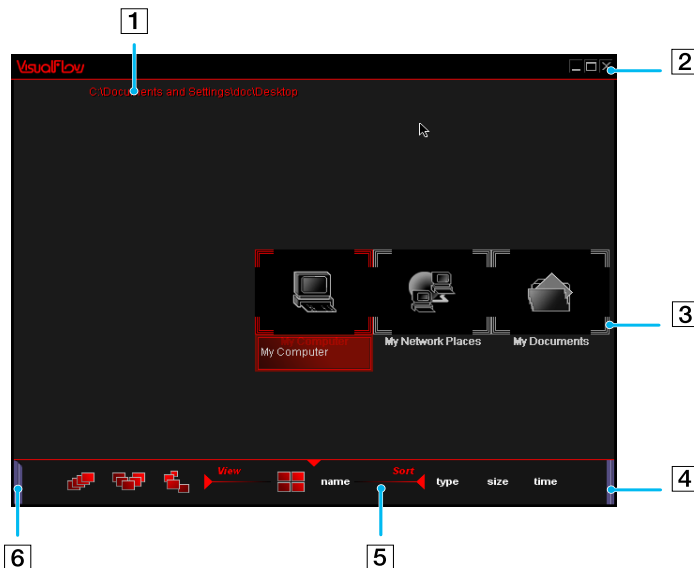 1
VisualFlow
2
C:\Documents and Settings\doc\Desktop
My Computer
My Computer
My Network Places
My Documents
3
View
name
Sort
type
size
time
4
6
5